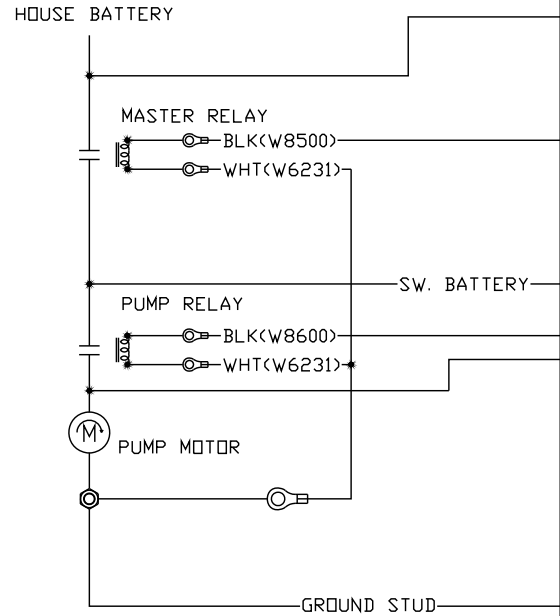 HOUSE BATTERY
MASTER RELAY
BLK(W8500)
WHT(W6231)
SW. BATTERY
PUMP RELAY
BLK(W8600)
WHT(W6231)
M
PUMP MOTOR
GROUND STUD